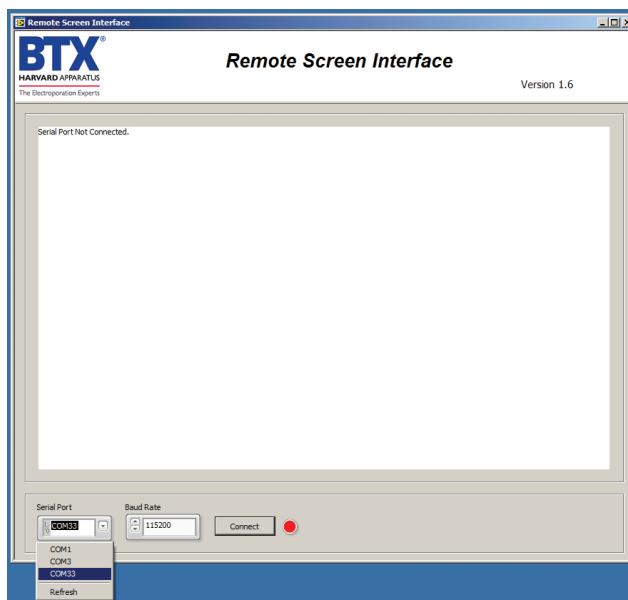 Remote Screen Interface
BTX®
HARVARD APPARATUS
The Electroporation Experts
Remote Screen Interface
Version 1.6
Serial Port Not Connected.
Serial Port
Baud Rate
COM33
115200
Connect
COM1
COM3
COM33
Refresh